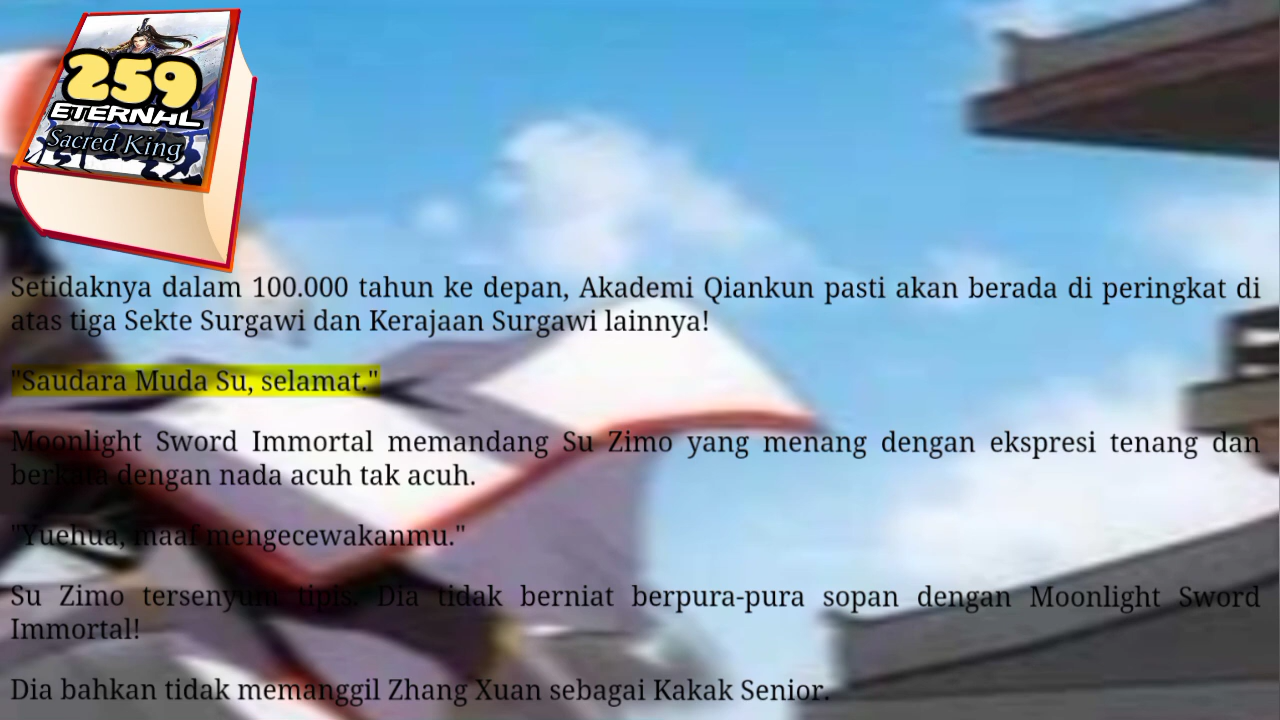 259
ETERNAL
Sacred King
Setidaknya dalam 100.000 tahun ke depan, Akademi Qiankun pasti akan berada di peringkat di
atas tiga Sekte Surgawi dan Kerajaan Surgawi lainnya!
"Saudara Muda Su, selamat."
Moonlight Sword Immortal memandang Su Zimo yang menang dengan ekspresi tenang dan
berkata dengan nada acuh tak acuh.
"Yuehua, maaf mengecewakanmu."
Su Zimo tersenyum tipis. Dia tidak berniat berpura-pura sopan dengan Moonlight Sword
Immortal!
Dia bahkan tidak memanggil Zhang Xuan sebagai Kakak Senior.